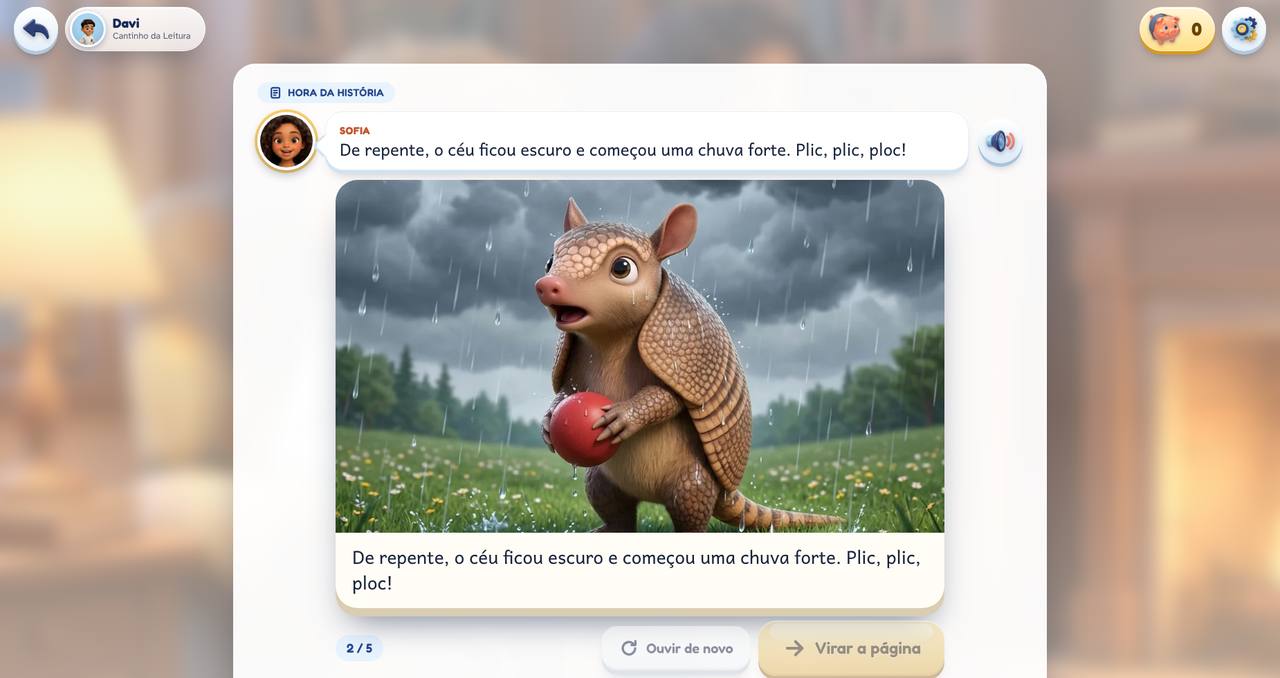 Davi
Cantinho da Leitura
0
HORA DA HISTÓRIA
SOFIA
De repente, o céu ficou escuro e começou uma chuva forte. Plic, plic, ploc!
De repente, o céu ficou escuro e começou uma chuva forte. Plic, plic,
ploc!
2 / 5
Ouvir de novo
Virar a página